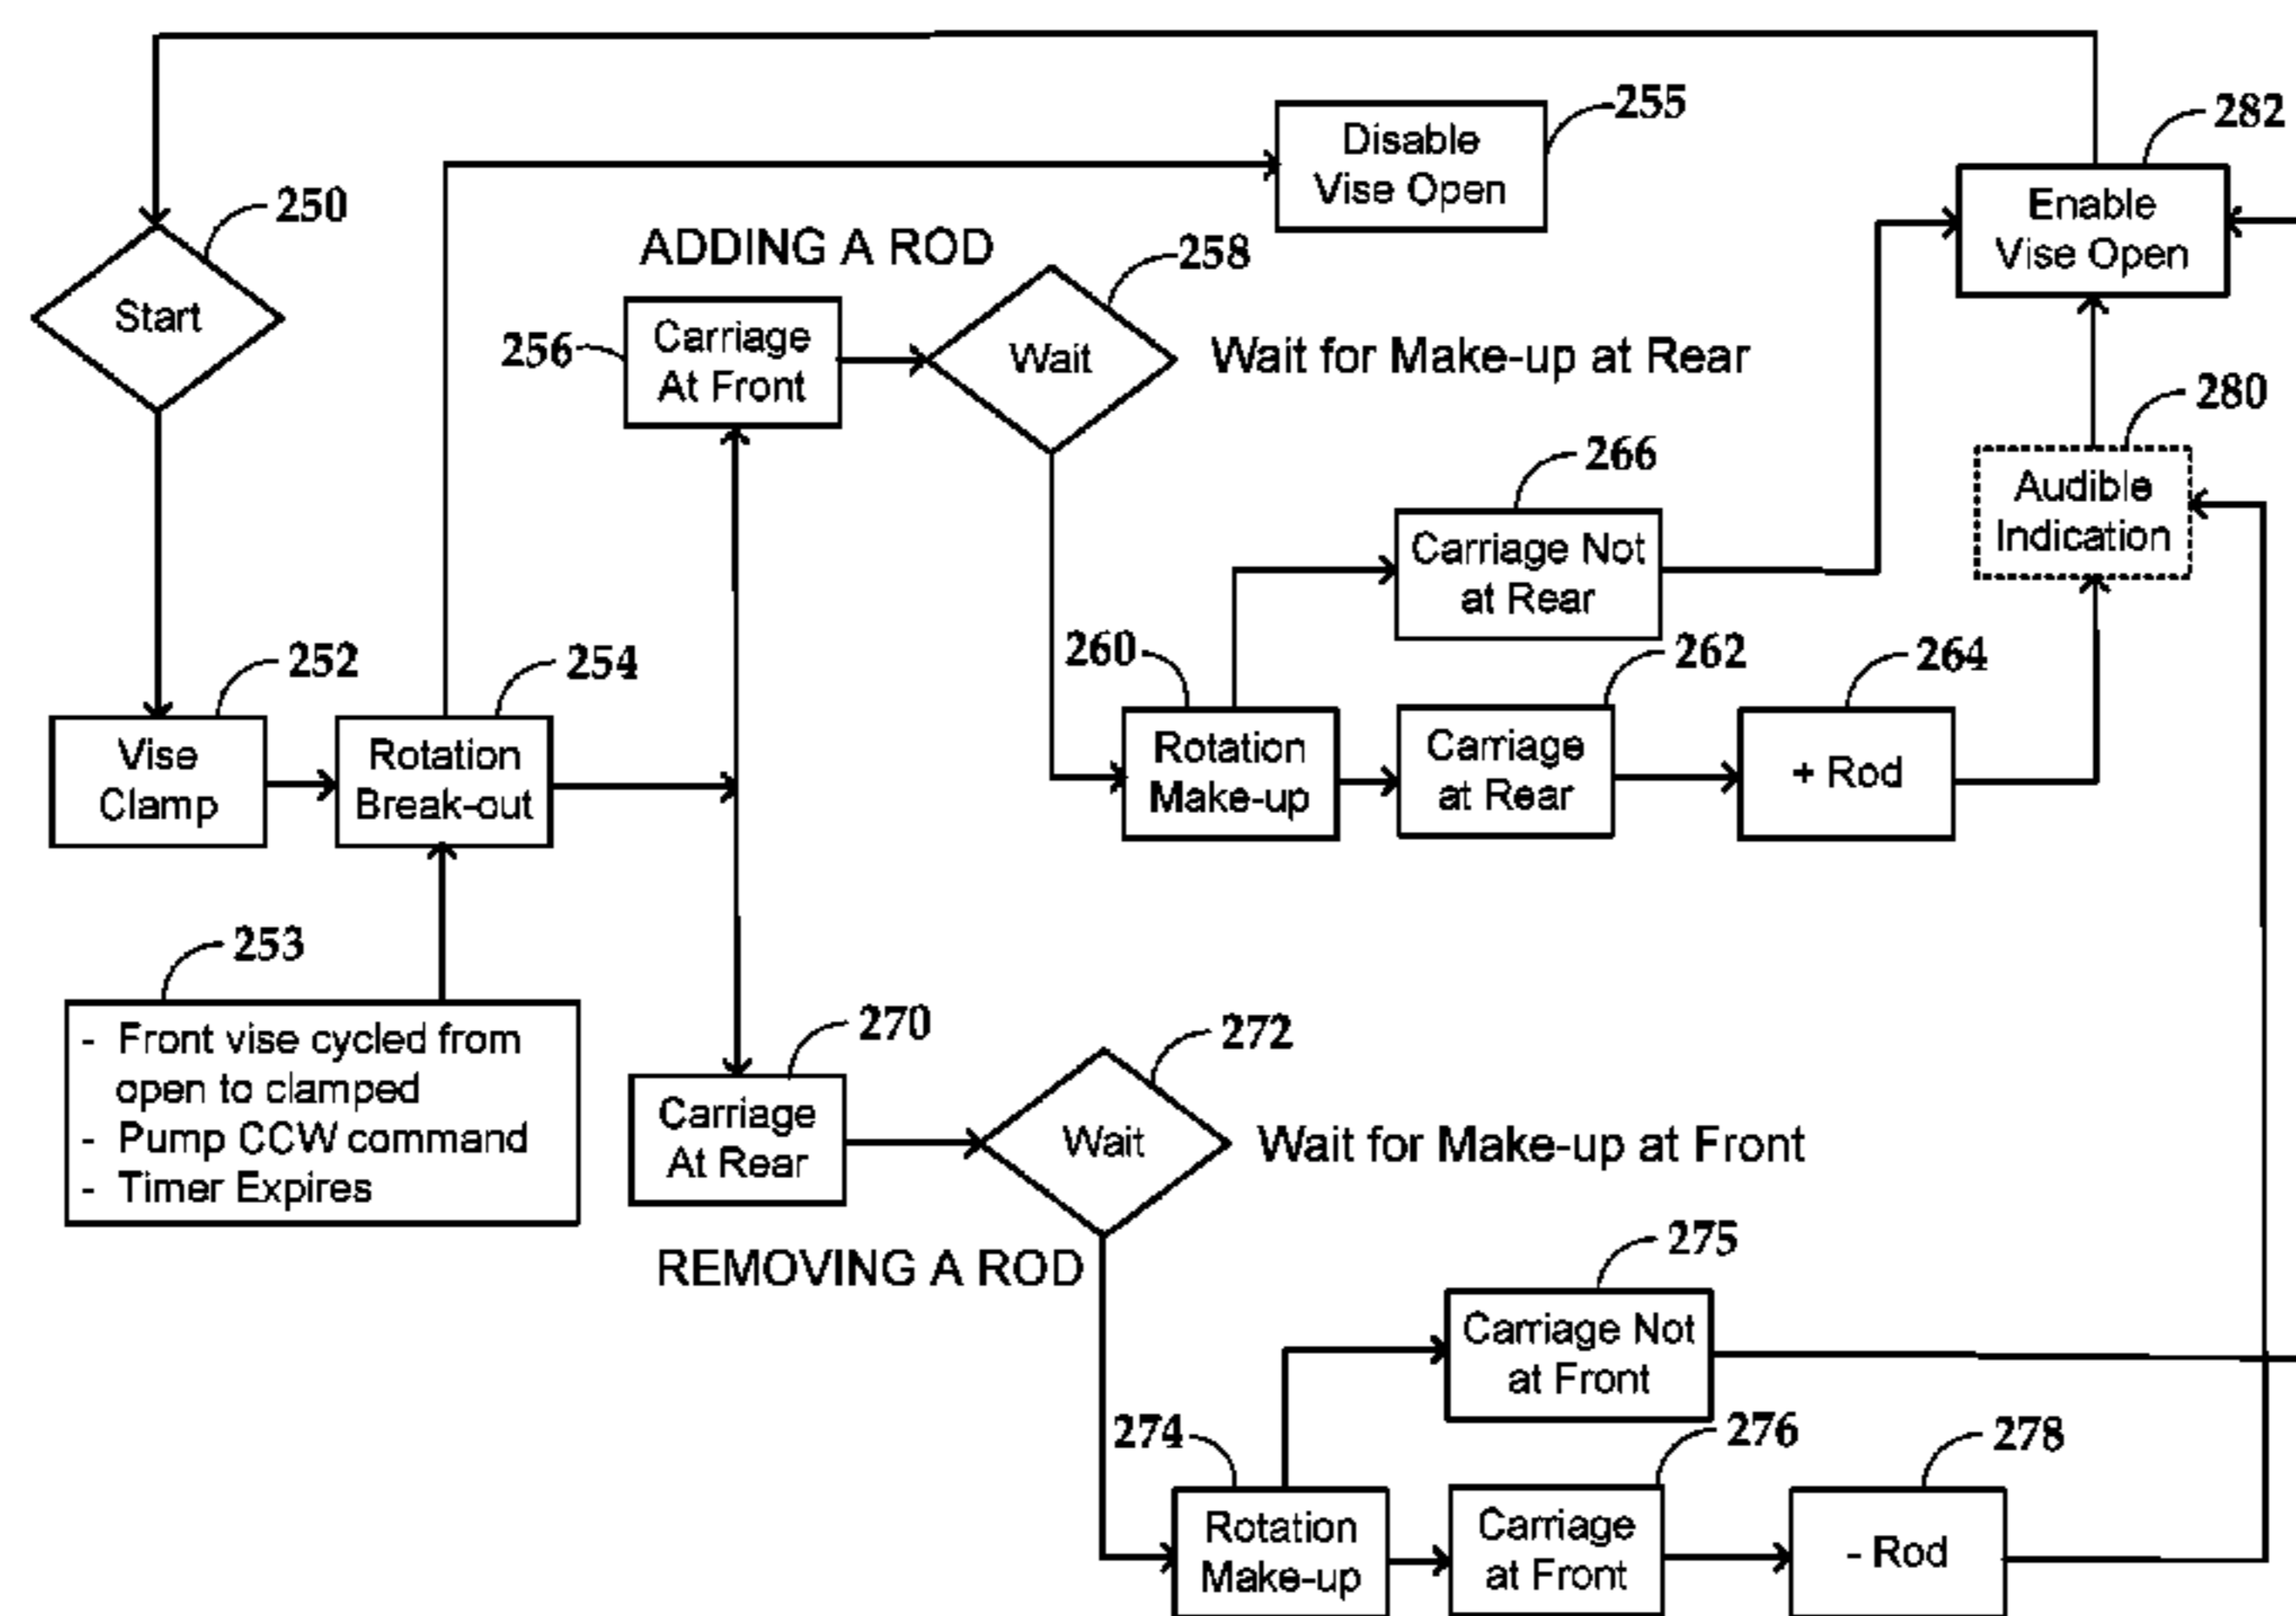 255
Disable
Vise Open
282
Enable
Vise Open
250
Start
ADDING A ROD
258
256
Carriage
At Front
Wait
Wait for Make-up at Rear
280
Audible
Indication
266
Carriage Not
at Rear
252
Vise
Clamp
254
Rotation
Break-out
260
Rotation
Make-up
262
Carriage
at Rear
264
+ Rod
253
- Front vise cycled from
open to clamped
- Pump CCW command
- Timer Expires
270
Carriage
At Rear
272
Wait
Wait for Make-up at Front
REMOVING A ROD
275
Carriage Not
at Front
274
Rotation
Make-up
276
Carriage
at Front
278
- Rod